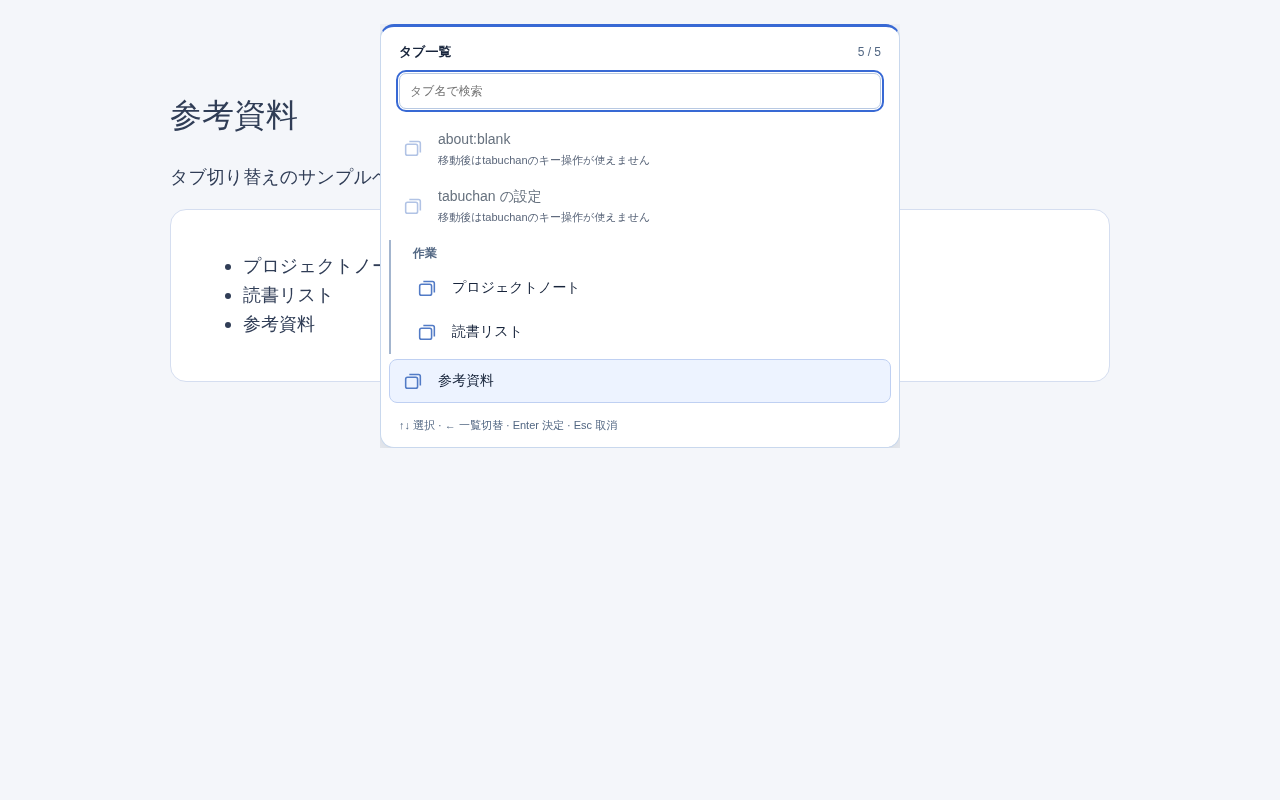 タブ一覧
5 / 5
タブ名で検索
参考資料
タブ切り替えのサンプル
プロジェクトノー
読書リスト
参考資料
about:blank
移動後はtabuchanのキー操作が使えません
tabuchan の設定
移動後はtabuchanのキー操作が使えません
作業
プロジェクトノート
読書リスト
参考資料
↑↓ 選択 · ← 一覧切替 · Enter 決定 · Esc 取消